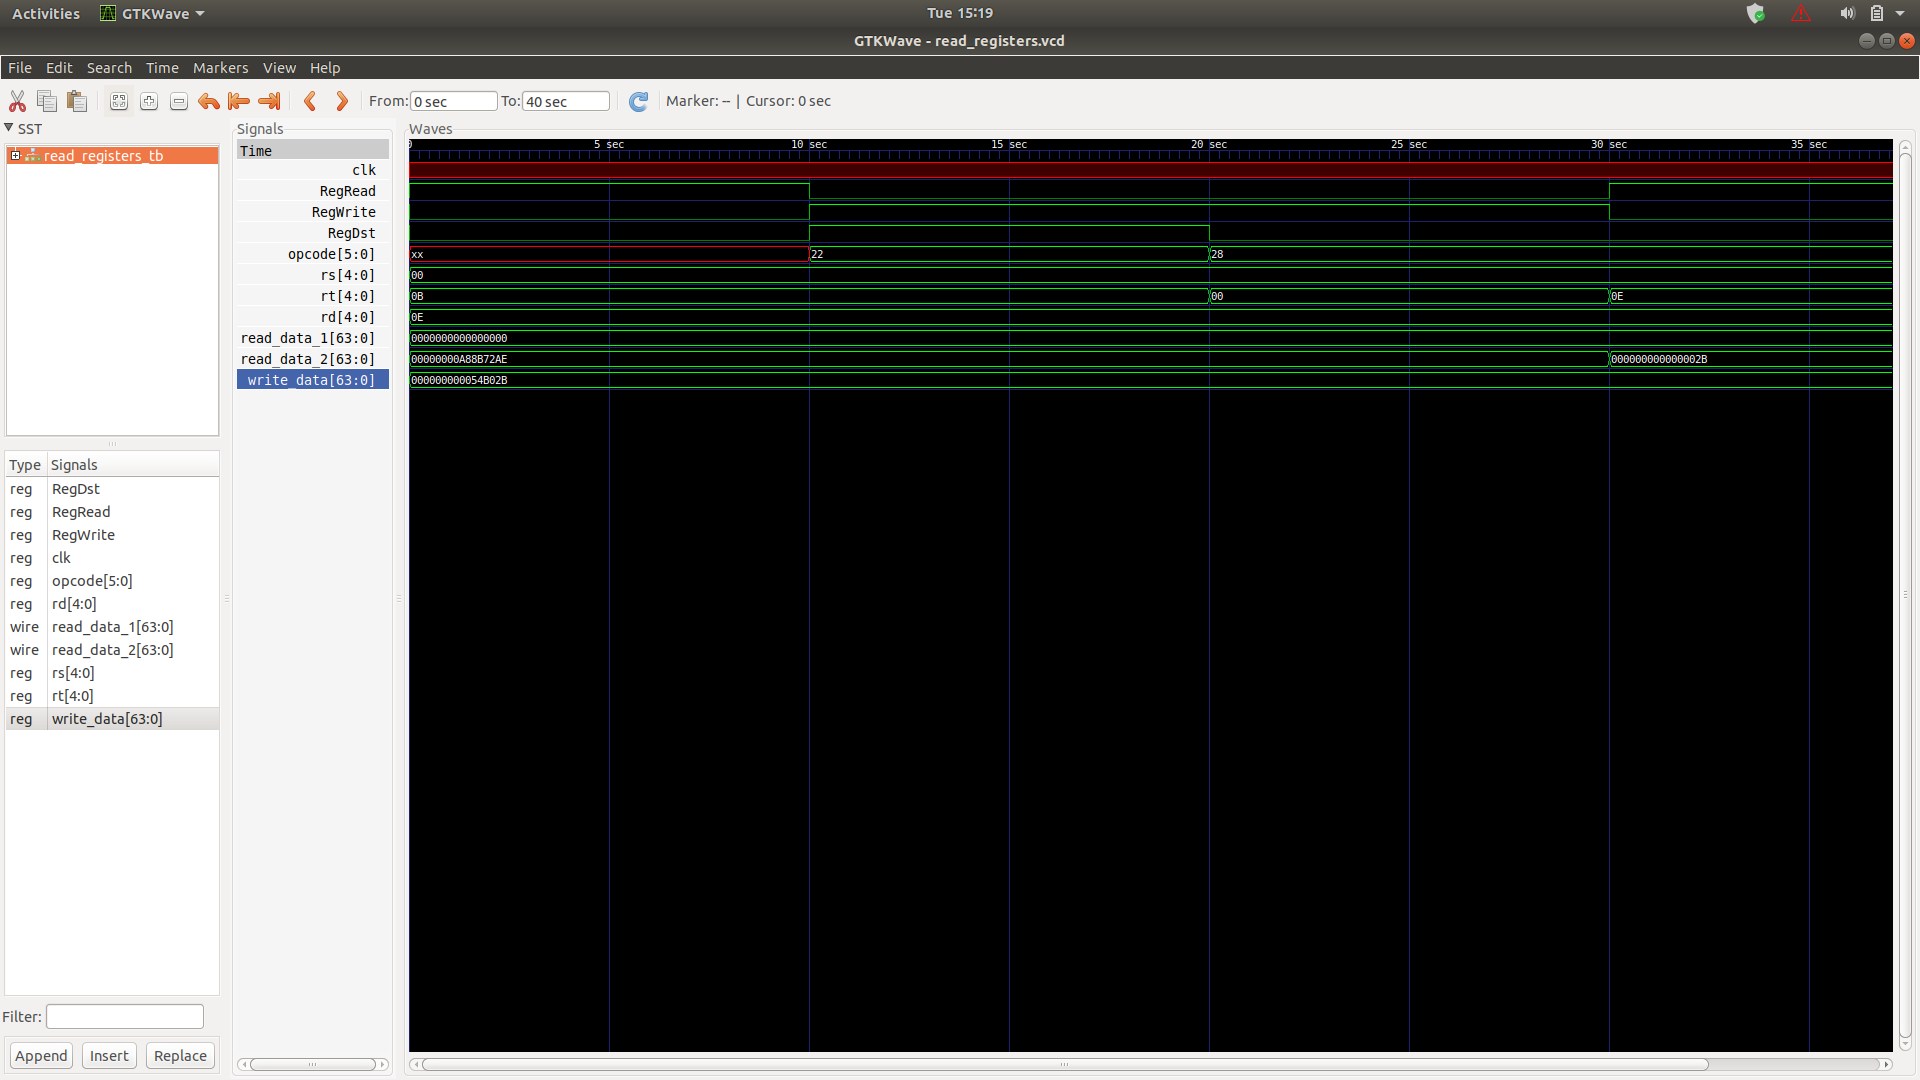 Activities GTKWave Tue 15:19
GTKWave - read_registers.vcd
File Edit Search Time Markers View Help
From: 0 sec To: 40 sec Marker: -- | Cursor: 0 sec
SST
read_registers_tb
Type Signals
reg RegDst
reg RegRead
reg RegWrite
reg clk
reg opcode[5:0]
reg rd[4:0]
wire read_data_1[63:0]
wire read_data_2[63:0]
reg rs[4:0]
reg rt[4:0]
reg write_data[63:0]
Filter:
Append Insert Replace
Signals
Time
clk
RegRead
RegWrite
RegDst
opcode[5:0]
rs[4:0]
rt[4:0]
rd[4:0]
read_data_1[63:0]
read_data_2[63:0]
write_data[63:0]
Waves
0 5 sec 10 sec 15 sec 20 sec 25 sec 30 sec 35 sec
xx 22 28
00
0B 00 0E
0E
0000000000000000
00000000A88B72AE 000000000000002B
000000000054B02B